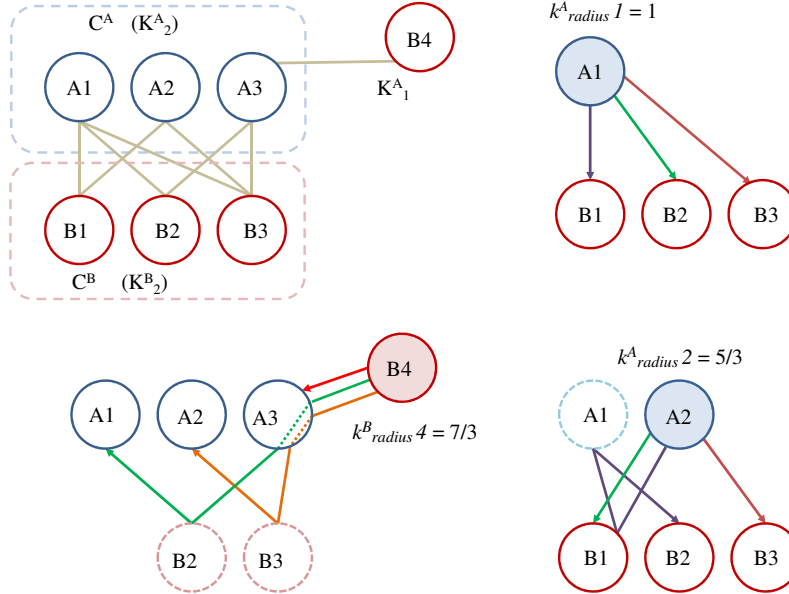 C^A (K^A_2)
B4
k^A_radius 1 = 1
A1 A2 A3
K^A_1
A1
B1 B2 B3
B1 B2 B3
C^B (K^B_2)
k^A_radius 2 = 5/3
B4
A1 A2 A3
A1 A2
k^B_radius 4 = 7/3
B2 B3
B1 B2 B3